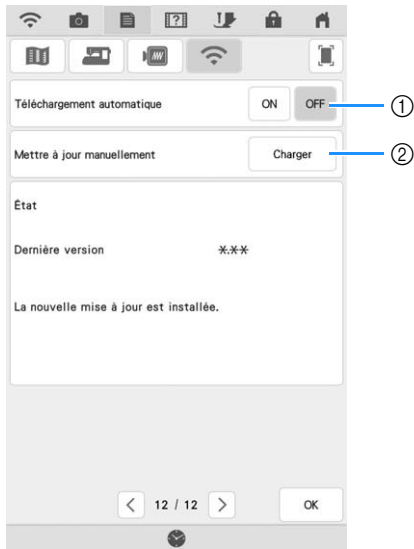 Téléchargement automatique ON OFF ①
Mettre à jour manuellement Charger ②
État
Dernière version *.**
La nouvelle mise à jour est installée.
< 12 / 12 > OK